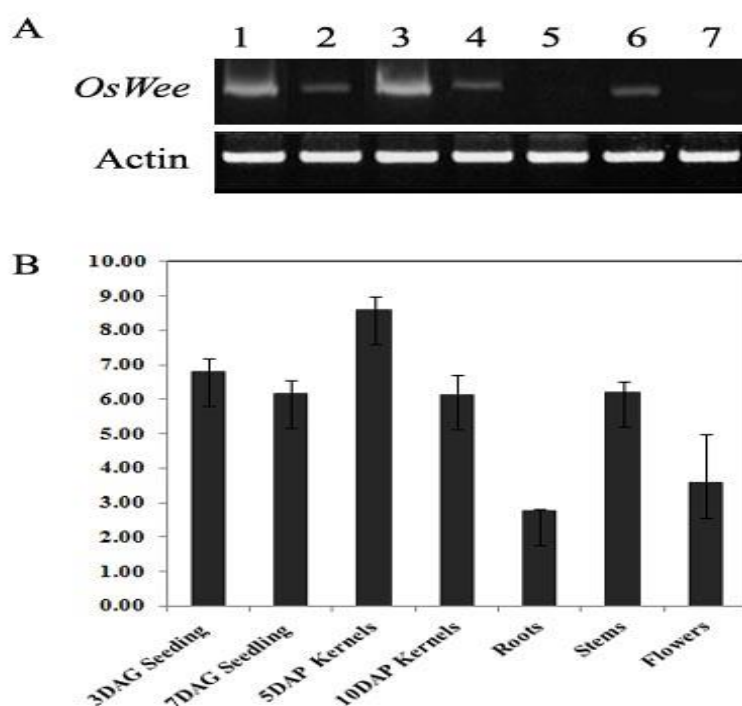 A
1 2 3 4 5 6 7
OsWee
Actin
B
10.00
9.00
8.00
7.00
6.00
5.00
4.00
3.00
2.00
1.00
0.00
3DAG Seeding
7DAG Seedling
5DAP Kernels
10DAP Kernels
Roots
Stems
Flowers